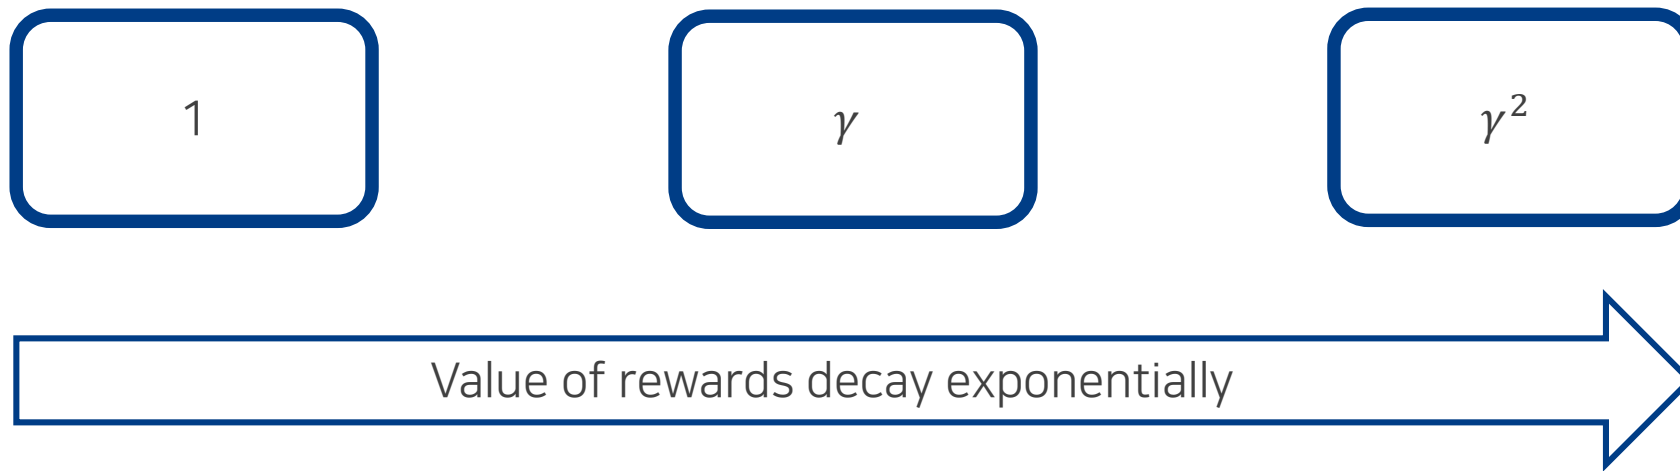 1
γ
γ²
Value of rewards decay exponentially